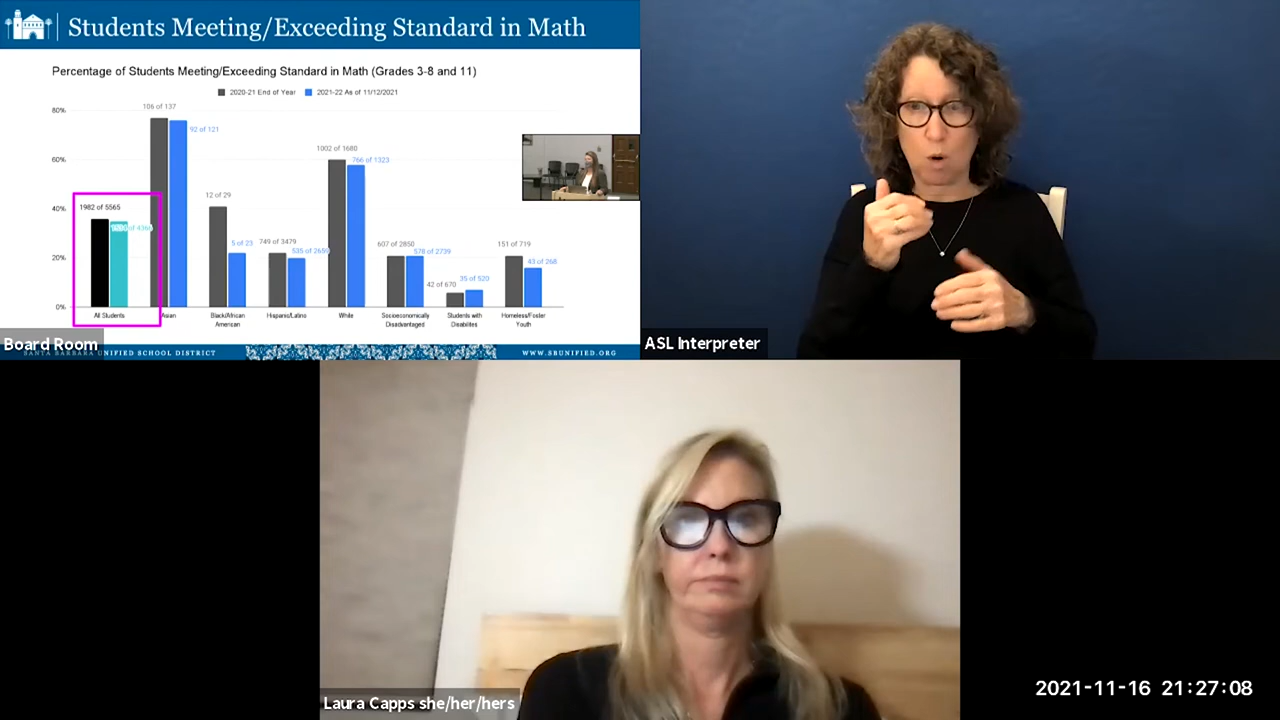 Students Meeting/Exceeding Standard in Math
Percentage of Students Meeting/Exceeding Standard in Math (Grades 3-8 and 11)
2020-21 End of Year
2021-22 As of 11/12/2021
80%
60%
40%
20%
0%
1982 of 5565
106 of 137
92 of 121
12 of 29
5 of 23
749 of 3479
1002 of 1680
766 of 1323
607 of 2850
578 of 2739
42 of 670
35 of 520
151 of 719
43 of 268
All Students
Asian
Black/African
American
Hispanic/Latino
White
Socioeconomically
Disadvantaged
Students with
Disabilites
Homeless/Foster
Youth
SANTA BARBARA UNIFIED SCHOOL DISTRICT
WWW.SBUNIFIED.ORG
Board Room
ASL Interpreter
Laura Capps she/her/hers
2021-11-16 21:27:08